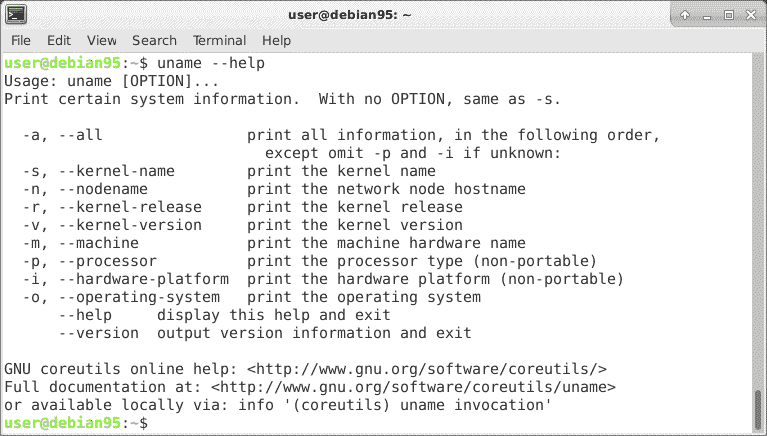 user@debian95: ~
File Edit View Search Terminal Help
user@debian95:~$ uname --help
Usage: uname [OPTION]...
Print certain system information.  With no OPTION, same as -s.

  -a, --all                print all information, in the following order,
                             except omit -p and -i if unknown:
  -s, --kernel-name        print the kernel name
  -n, --nodename           print the network node hostname
  -r, --kernel-release     print the kernel release
  -v, --kernel-version     print the kernel version
  -m, --machine            print the machine hardware name
  -p, --processor          print the processor type (non-portable)
  -i, --hardware-platform  print the hardware platform (non-portable)
  -o, --operating-system   print the operating system
      --help     display this help and exit
      --version  output version information and exit

GNU coreutils online help: <http://www.gnu.org/software/coreutils/>
Full documentation at: <http://www.gnu.org/software/coreutils/uname>
or available locally via: info '(coreutils) uname invocation'
user@debian95:~$